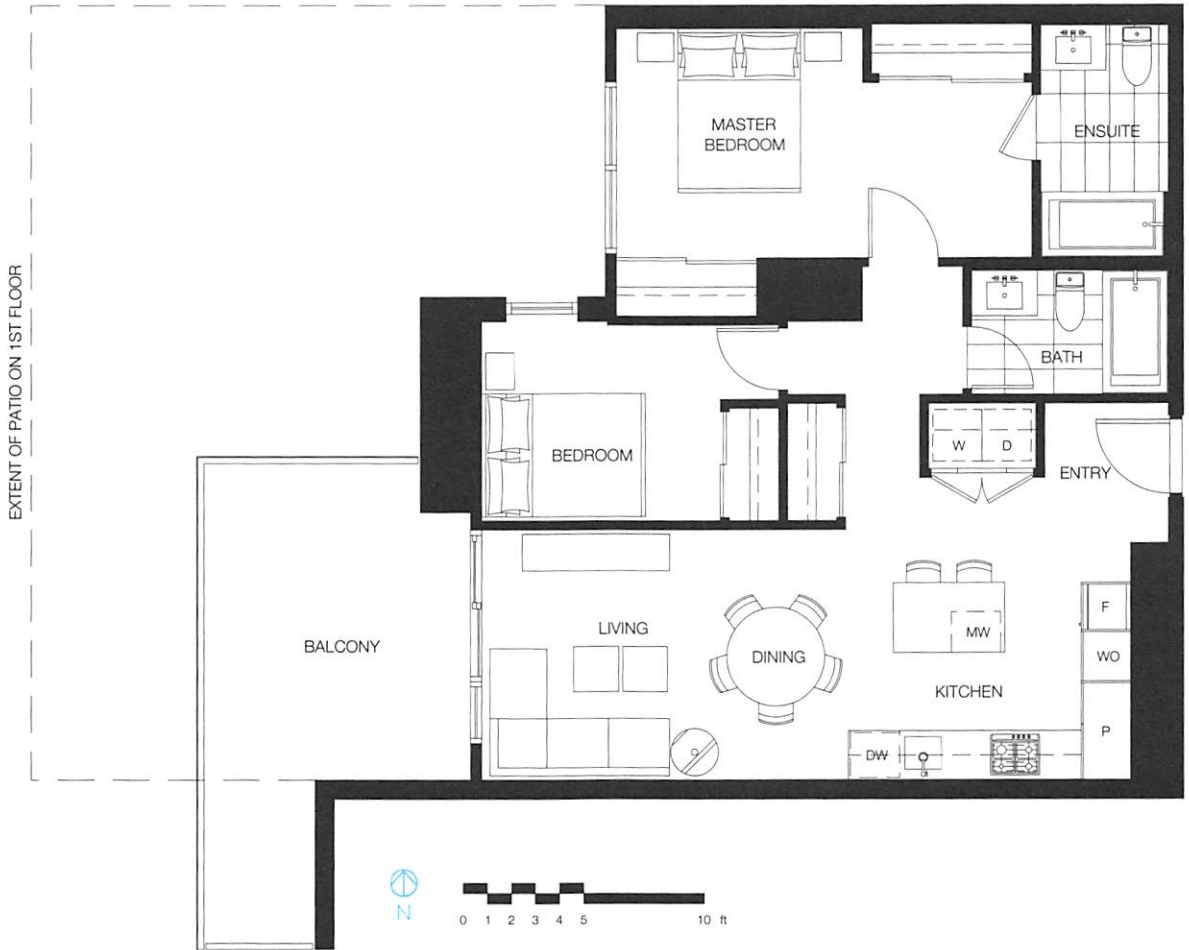 MASTER
BEDROOM
ENSUITE
EXTENT OF PATIO ON 1ST FLOOR
BATH
W D
BEDROOM
ENTRY
BALCONY
LIVING
DINING
MW
F
WO
KITCHEN
P
DW
N
0 1 2 3 4 5 10 ft